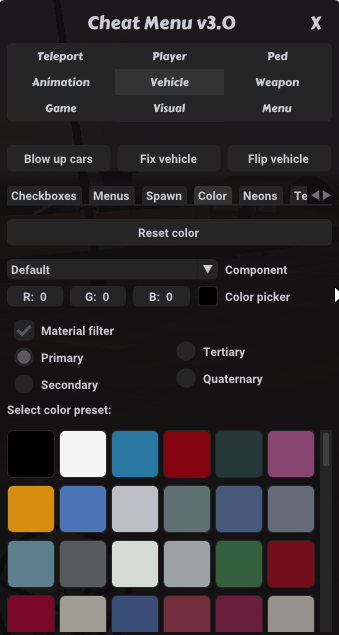 Cheat Menu v3.0 X
Teleport Player Ped
Animation Vehicle Weapon
Game Visual Menu
Blow up cars Fix vehicle Flip vehicle
Checkboxes Menus Spawn Color Neons Te
Reset color
Default Component
R: 0 G: 0 B: 0 Color picker
Material filter
Primary Tertiary
Secondary Quaternary
Select color preset: